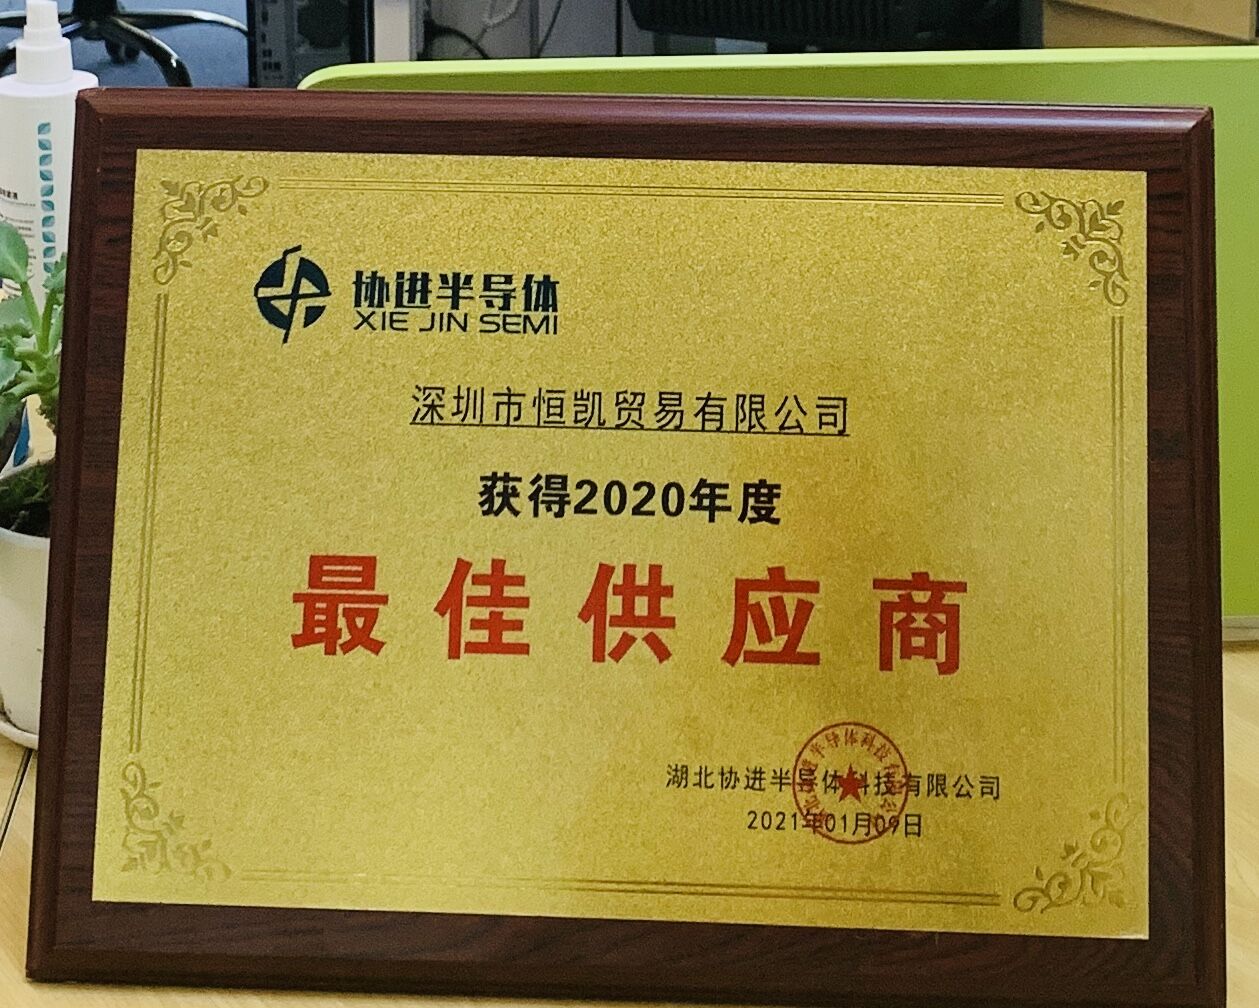 协进半导体
XIE JIN SEMI
深圳市恒凯贸易有限公司
获得2020年度
最佳供应商
湖北协进半导体科技有限公司
2021年01月09日